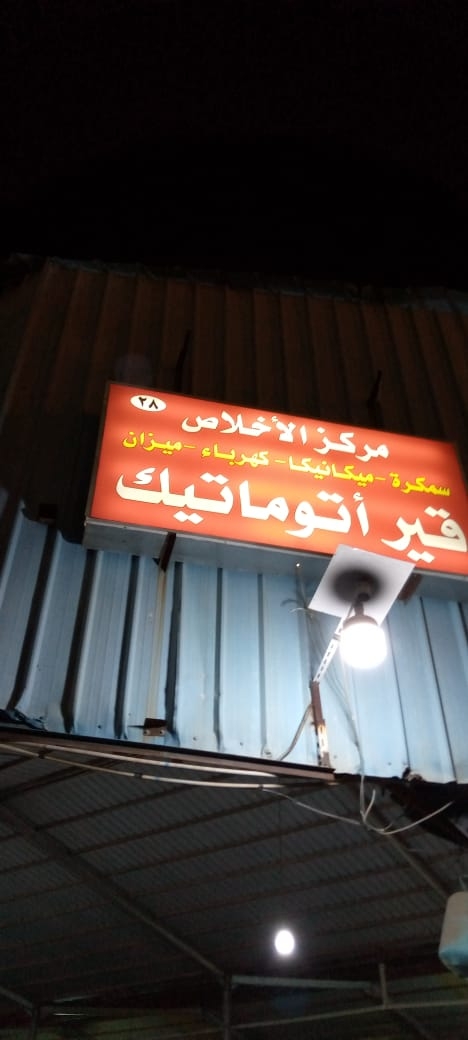 ٢٨
مركز الأخلاص
سمكرة - ميكانيكا - كهرباء - ميزان
قير أتوماتيك